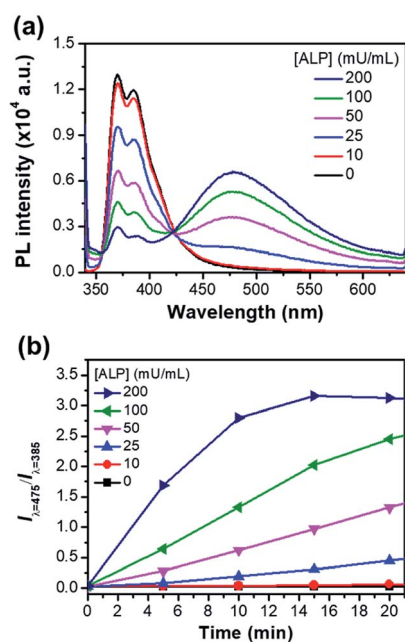 (a)
[ALP] (mU/mL)
200
100
50
25
10
0
PL intensity (x10⁴ a.u.)
1.5
1.2
0.9
0.6
0.3
0.0
350 400 450 500 550 600
Wavelength (nm)
(b)
[ALP] (mU/mL)
200
100
50
25
10
0
I λ=475/I λ=385
3.5
3.0
2.5
2.0
1.5
1.0
0.5
0.0
0 2 4 6 8 10 12 14 16 18 20
Time (min)